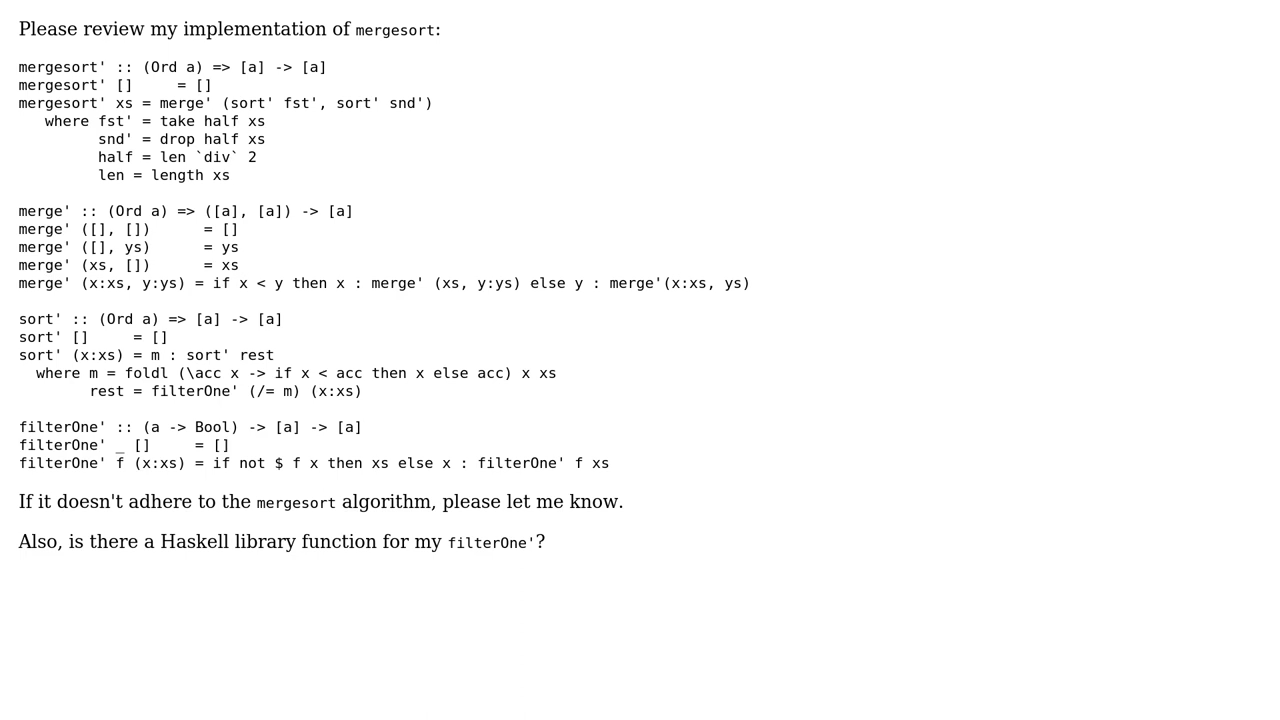 Please review my implementation of mergesort:
mergesort' :: (Ord a) => [a] -> [a]
mergesort' []     = []
mergesort' xs = merge' (sort' fst', sort' snd')
   where fst' = take half xs
         snd' = drop half xs
         half = len `div` 2
         len = length xs
merge' :: (Ord a) => ([a], [a]) -> [a]
merge' ([], [])      = []
merge' ([], ys)      = ys
merge' (xs, [])      = xs
merge' (x:xs, y:ys) = if x < y then x : merge' (xs, y:ys) else y : merge'(x:xs, ys)
sort' :: (Ord a) => [a] -> [a]
sort' []     = []
sort' (x:xs) = m : sort' rest
  where m = foldl (\acc x -> if x < acc then x else acc) x xs
        rest = filterOne' (/= m) (x:xs)
filterOne' :: (a -> Bool) -> [a] -> [a]
filterOne' _ []     = []
filterOne' f (x:xs) = if not $ f x then xs else x : filterOne' f xs
If it doesn't adhere to the mergesort algorithm, please let me know.
Also, is there a Haskell library function for my filterOne'?